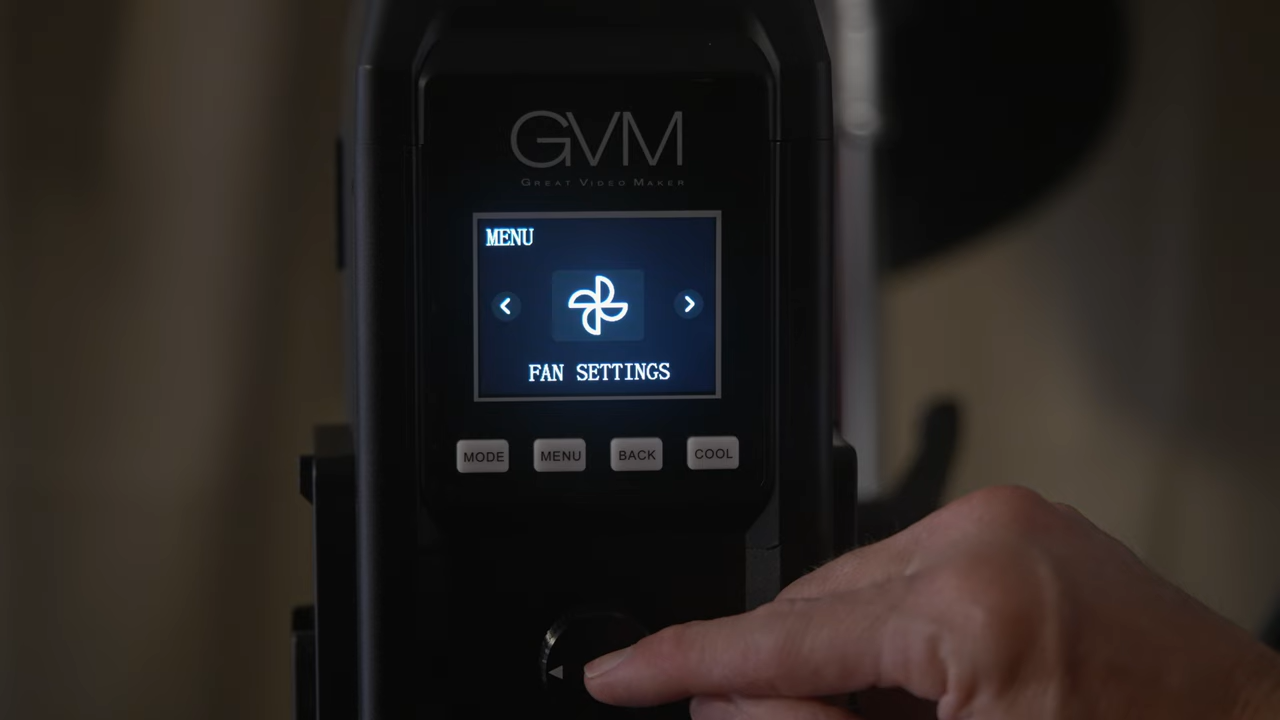 GVM
GREAT VIDEO MAKER
MENU
FAN SETTINGS
MODE MENU BACK COOL